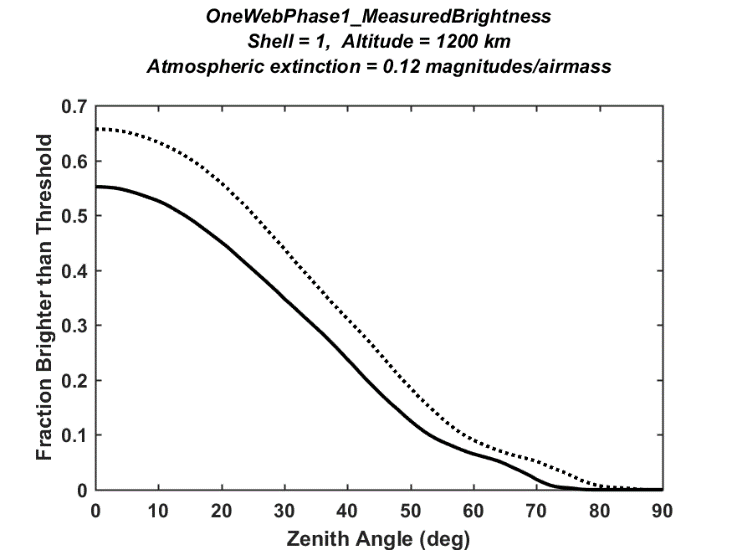 OneWebPhase1_MeasuredBrightness
Shell = 1, Altitude = 1200 km
Atmospheric extinction = 0.12 magnitudes/airmass
Fraction Brighter than Threshold
0.7
0.6
0.5
0.4
0.3
0.2
0.1
0
0 10 20 30 40 50 60 70 80 90
Zenith Angle (deg)